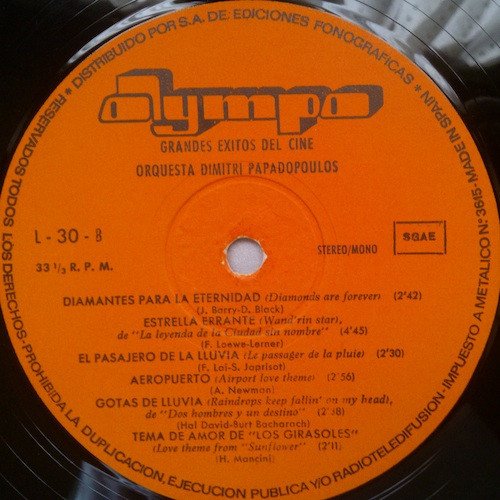 ★ RESERVADOS TODOS LOS DERECHOS-PROHIBIDA LA DUPLICACION, EJECUCION PUBLICA Y/O RADIOTELEDIFUSION · IMPUESTO A METALICO N.° 3615-MADE IN SPAIN ★ DISTRIBUIDO POR S.A. DE EDICIONES FONOGRAFICAS
olympo
GRANDES EXITOS DEL CINE
ORQUESTA DIMITRI PAPADOPOULOS
L - 30 - B
33 1/3 R. P. M.
STEREO/MONO
SGAE
DIAMANTES PARA LA ETERNIDAD (Diamonds are forever) (2'42)
(J. Barry-D. Black)
ESTRELLA ERRANTE (Wand'rin star),
de "La leyenda de la Ciudad sin nombre" (4'45)
(F. Loewe-Lerner)
EL PASAJERO DE LA LLUVIA (Le passager de la pluie) (2'30)
(F. Lai-S. Japrisot)
AEROPUERTO (Airport love theme) (2'56)
(A. Newman)
GOTAS DE LLUVIA (Raindrops keep fallin' on my head),
de "Dos hombres y un destino"
(Hal David-Burt Bacharach)
TEMA DE AMOR DE "LOS GIRASOLES"
(Love theme from "Sunflower")
(H. Mancini)